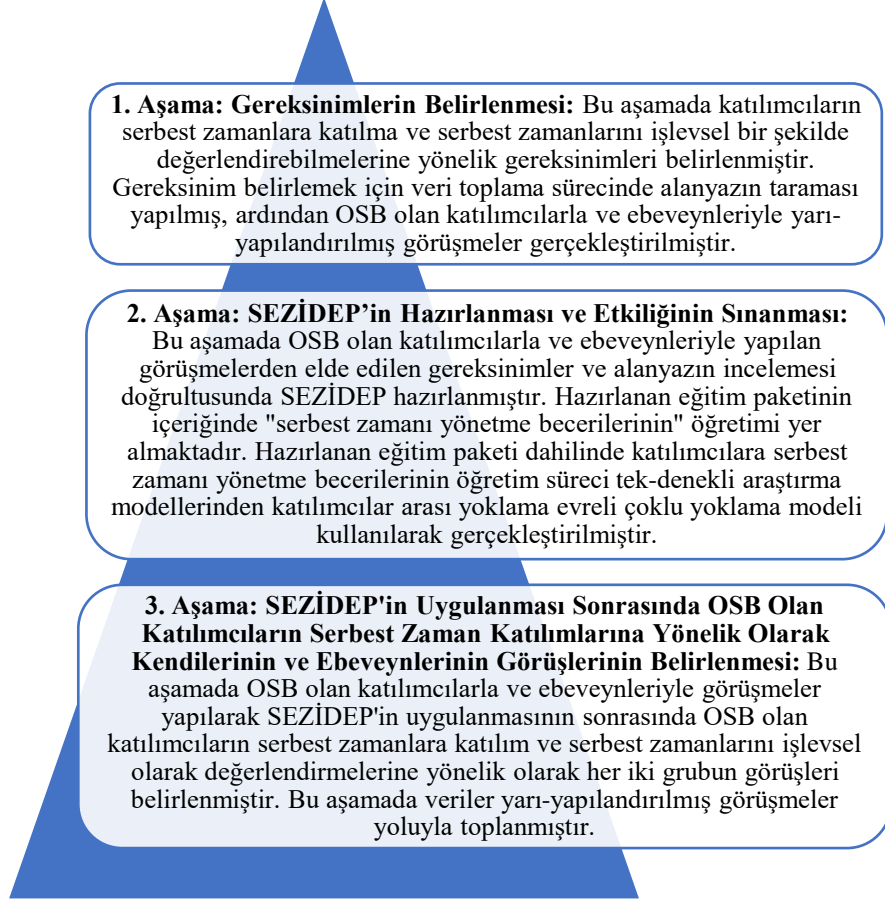 1. Aşama: Gereksinimlerin Belirlenmesi: Bu aşamada katılımcıların
serbest zamanlara katılma ve serbest zamanlarını işlevsel bir şekilde
değerlendirebilmelerine yönelik gereksinimleri belirlenmiştir.
Gereksinim belirlemek için veri toplama sürecinde alanyazın taraması
yapılmış, ardından OSB olan katılımcılarla ve ebeveynleriyle yarı-
yapılandırılmış görüşmeler gerçekleştirilmiştir.
2. Aşama: SEZİDEP’in Hazırlanması ve Etkiliğinin Sınanması:
Bu aşamada OSB olan katılımcılarla ve ebeveynleriyle yapılan
görüşmelerden elde edilen gereksinimler ve alanyazın incelemesi
doğrultusunda SEZİDEP hazırlanmıştır. Hazırlanan eğitim paketinin
içeriğinde "serbest zamanı yönetme becerilerinin" öğretimi yer
almaktadır. Hazırlanan eğitim paketi dahilinde katılımcılara serbest
zamanı yönetme becerilerinin öğretim süreci tek-denekli araştırma
modellerinden katılımcılar arası yoklama evreli çoklu yoklama modeli
kullanılarak gerçekleştirilmiştir.
3. Aşama: SEZİDEP'in Uygulanması Sonrasında OSB Olan
Katılımcıların Serbest Zaman Katılımlarına Yönelik Olarak
Kendilerinin ve Ebeveynlerinin Görüşlerinin Belirlenmesi: Bu
aşamada OSB olan katılımcılarla ve ebeveynleriyle görüşmeler
yapılarak SEZİDEP'in uygulanmasının sonrasında OSB olan
katılımcıların serbest zamanlara katılım ve serbest zamanlarını işlevsel
olarak değerlendirmelerine yönelik olarak her iki grubun görüşleri
belirlenmiştir. Bu aşamada veriler yarı-yapılandırılmış görüşmeler
yoluyla toplanmıştır.